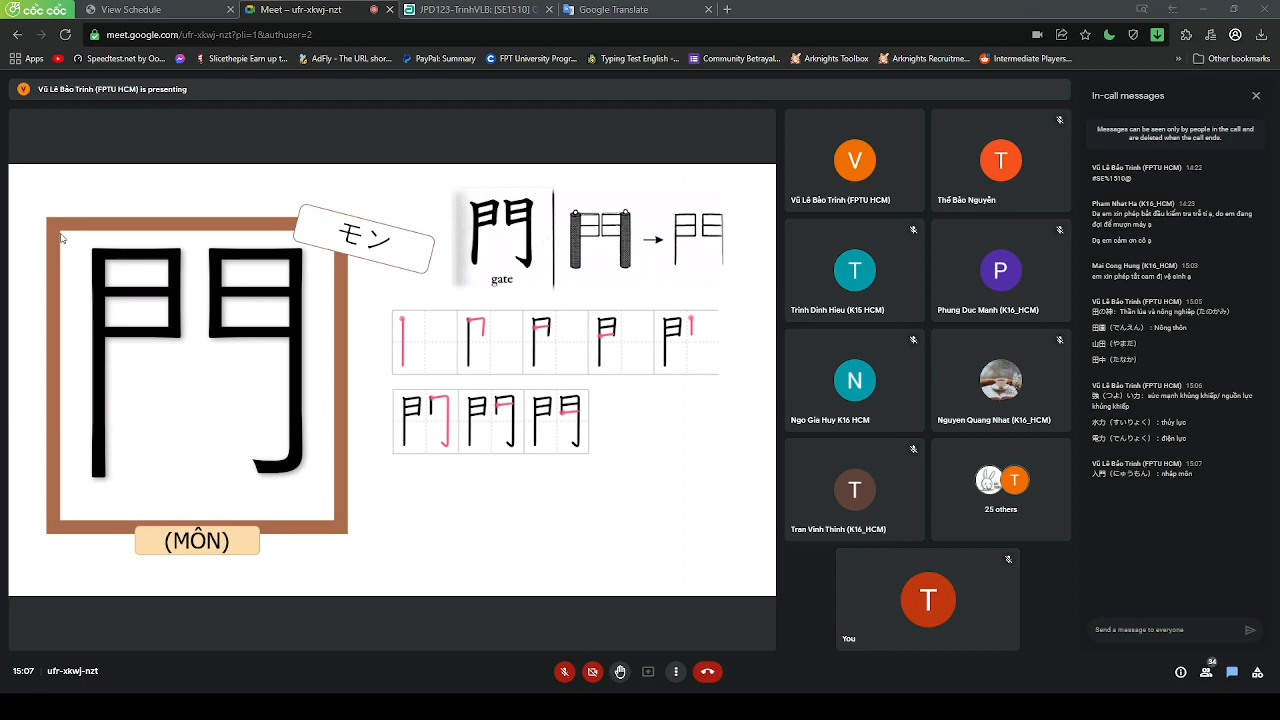 cốc cốc
View Schedule
Meet – ufr-xkwj-nzt
JPD123-TrinhVLB: [SE1510] C
Google Translate
meet.google.com/ufr-xkwj-nzt?pli=1&authuser=2
Apps
Speedtest.net by Oo...
Slicethepie Earn up t...
AdFly - The URL shor...
PayPal: Summary
FPT University Progr...
Typing Test English -...
Community Betrayal...
Arknights Toolbox
Arknights Recruitme...
Intermediate Players...
»
Other bookmarks
V
Vũ Lê Bảo Trinh (FPTU HCM) is presenting
門
モン
(MÔN)
門
gate
V
Vũ Lê Bảo Trinh (FPTU HCM)
T
Thế Bảo Nguyễn
T
Trinh Dinh Hieu (K15 HCM)
P
Phung Duc Manh (K16_HCM)
N
Ngo Gia Huy K16 HCM
Nguyen Quang Nhat (K16_HCM)
T
Tran Vinh Thinh (K16_HCM)
T
25 others
T
You
In-call messages
Messages can be seen only by people in the call and
are deleted when the call ends.
Vũ Lê Bảo Trinh (FPTU HCM) 14:22
#SE%151O@
Pham Nhat Ha (K16_HCM) 14:23
Dạ em xin phép bắt đầu kiểm tra trễ tí ạ, do em đang
đợi để mượn máy ạ
Dạ em cảm ơn cô ạ
Mai Cong Hung (K16_HCM) 15:03
em xin phép tắt cam đi vệ sinh ạ
Vũ Lê Bảo Trinh (FPTU HCM) 15:05
田の神：Thần lúa và nông nghiệp (たのかみ)
田園（でんえん）: Nông thôn
山田（やまだ）
田中（たなか）
Vũ Lê Bảo Trinh (FPTU HCM) 15:06
強（つよ）い力：sức mạnh khủng khiếp/ nguồn lực
khủng khiếp
水力（すいりょく）：thủy lực
電力（でんりょく）：điện lực
Vũ Lê Bảo Trinh (FPTU HCM) 15:07
入門（にゅうもん）：nhập môn
Send a message to everyone
15:07 | ufr-xkwj-nzt
34